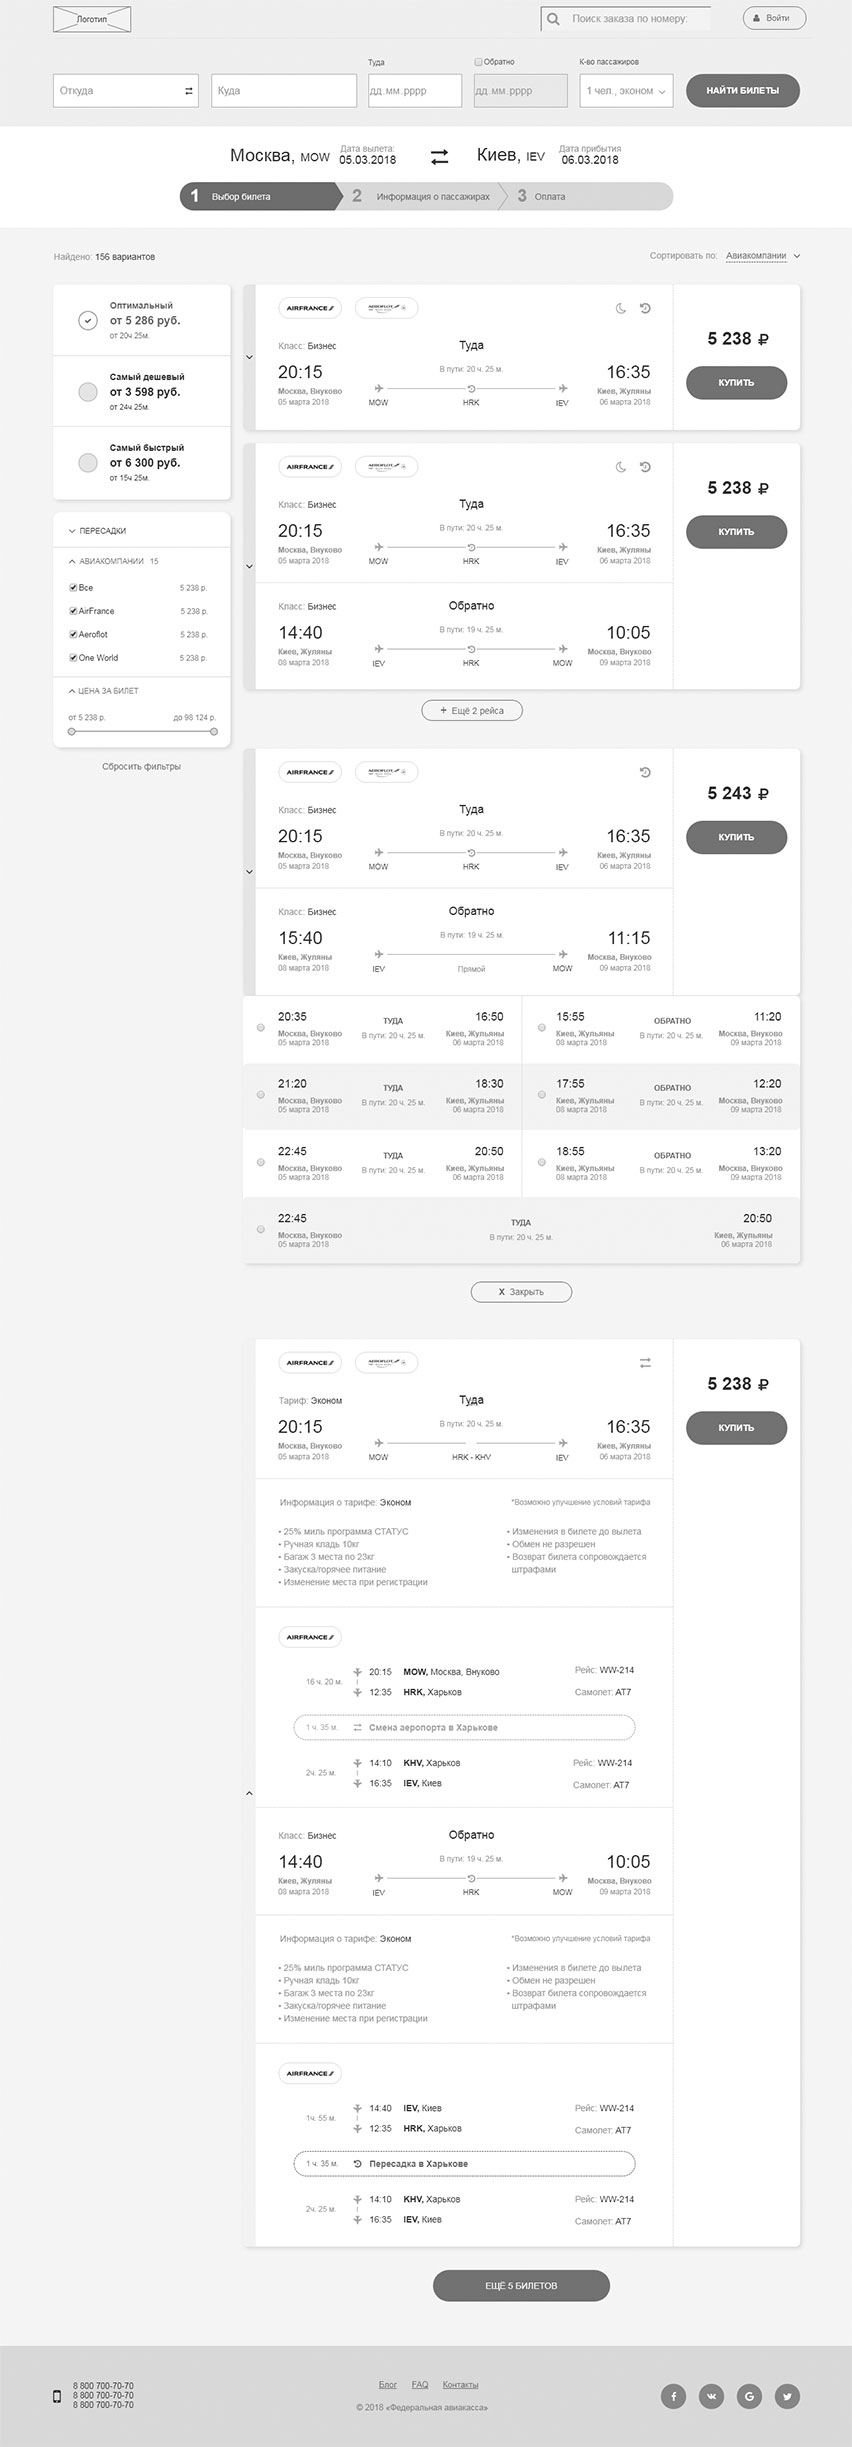 Логотип
Поиск заказа по номеру:
Войти
Туда
Обратно
К-во пассажиров
Откуда
Куда
дд.мм.рррр
дд.мм.рррр
1 чел., эконом
НАЙТИ БИЛЕТЫ
Москва, MOW
Дата вылета:
05.03.2018
Киев, IEV
Дата прибытия
06.03.2018
1 Выбор билета
2 Информация о пассажирах
3 Оплата
Найдено: 156 вариантов
Сортировать по: Авиакомпании
Оптимальный
от 5 286 руб.
от 20ч 25м.
Самый дешевый
от 3 598 руб.
от 24ч 25м.
Самый быстрый
от 6 300 руб.
от 15ч 25м.
ПЕРЕСАДКИ
АВИАКОМПАНИИ 15
Все 5 238 р.
AirFrance 5 238 р.
Aeroflot 5 238 р.
One World 5 238 р.
ЦЕНА ЗА БИЛЕТ
от 5 238 р. до 98 124 р.
Сбросить фильтры
AIRFRANCE AEROFLOT
Класс: Бизнес Туда
20:15 В пути: 20 ч. 25 м. 16:35
Москва, Внуково Киев, Жуляны
05 марта 2018 06 марта 2018
MOW HRK IEV
5 238 ₽
КУПИТЬ
AIRFRANCE AEROFLOT
Класс: Бизнес Туда
20:15 В пути: 20 ч. 25 м. 16:35
Москва, Внуково Киев, Жуляны
05 марта 2018 06 марта 2018
MOW HRK IEV
Класс: Бизнес Обратно
14:40 В пути: 19 ч. 25 м. 10:05
Киев, Жуляны Москва, Внуково
08 марта 2018 09 марта 2018
IEV HRK MOW
5 238 ₽
КУПИТЬ
+ Ещё 2 рейса
AIRFRANCE AEROFLOT
Класс: Бизнес Туда
20:15 В пути: 20 ч. 25 м. 16:35
Москва, Внуково Киев, Жуляны
05 марта 2018 06 марта 2018
MOW HRK IEV
Класс: Бизнес Обратно
15:40 В пути: 19 ч. 25 м. 11:15
Киев, Жуляны Москва, Внуково
08 марта 2018 09 марта 2018
IEV Прямой MOW
5 243 ₽
КУПИТЬ
20:35 ТУДА 16:50 15:55 ОБРАТНО 11:20
Москва, Внуково В пути: 20 ч. 25 м. Киев, Жульяны Киев, Жульяны В пути: 20 ч. 25 м. Москва, Внуково
05 марта 2018 06 марта 2018 08 марта 2018 09 марта 2018
21:20 ТУДА 18:30 17:55 ОБРАТНО 12:20
Москва, Внуково В пути: 20 ч. 25 м. Киев, Жульяны Киев, Жульяны В пути: 20 ч. 25 м. Москва, Внуково
05 марта 2018 06 марта 2018 08 марта 2018 09 марта 2018
22:45 ТУДА 20:50 18:55 ОБРАТНО 13:20
Москва, Внуково В пути: 20 ч. 25 м. Киев, Жульяны Киев, Жульяны В пути: 20 ч. 25 м. Москва, Внуково
05 марта 2018 06 марта 2018 08 марта 2018 09 марта 2018
22:45 ТУДА 20:50
Москва, Внуково В пути: 20 ч. 25 м. Киев, Жульяны
05 марта 2018 06 марта 2018
X Закрыть
AIRFRANCE AEROFLOT
Тариф: Эконом Туда
20:15 В пути: 20 ч. 25 м. 16:35
Москва, Внуково Киев, Жуляны
05 марта 2018 06 марта 2018
MOW HRK - KHV IEV
5 238 ₽
КУПИТЬ
Информация о тарифе: Эконом *Возможно улучшение условий тарифа
• 25% миль программа СТАТУС • Изменения в билете до вылета
• Ручная кладь 10кг • Обмен не разрешен
• Багаж 3 места по 23кг • Возврат билета сопровождается
• Закуска/горячее питание штрафами
• Изменение места при регистрации
AIRFRANCE
16 ч. 20 м.
20:15 MOW, Москва, Внуково Рейс: WW-214
12:35 HRK, Харьков Самолет: AT7
1 ч. 35 м. Смена аеропорта в Харькове
2ч. 25 м.
14:10 KHV, Харьков Рейс: WW-214
16:35 IEV, Киев Самолет: AT7
Класс: Бизнес Обратно
14:40 В пути: 19 ч. 25 м. 10:05
Киев, Жуляны Москва, Внуково
08 марта 2018 09 марта 2018
IEV HRK MOW
Информация о тарифе: Эконом *Возможно улучшение условий тарифа
• 25% миль программа СТАТУС • Изменения в билете до вылета
• Ручная кладь 10кг • Обмен не разрешен
• Багаж 3 места по 23кг • Возврат билета сопровождается
• Закуска/горячее питание штрафами
• Изменение места при регистрации
AIRFRANCE
1ч. 55 м.
14:40 IEV, Киев Рейс: WW-214
12:35 HRK, Харьков Самолет: AT7
1 ч. 35 м. Пересадка в Харькове
2ч. 25 м.
14:10 KHV, Харьков Рейс: WW-214
16:35 IEV, Киев Самолет: AT7
ЕЩЁ 5 БИЛЕТОВ
8 800 700-70-70
8 800 700-70-70
8 800 700-70-70
Блог FAQ Контакты
© 2018 «Федеральная авиакасса»